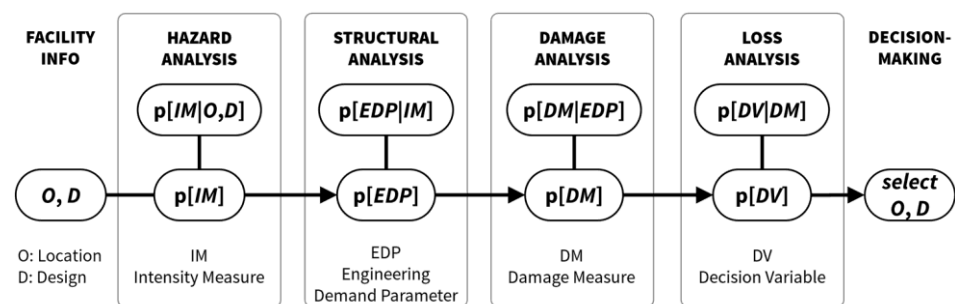 FACILITY
INFO
HAZARD
ANALYSIS
STRUCTURAL
ANALYSIS
DAMAGE
ANALYSIS
LOSS
ANALYSIS
DECISION-
MAKING
p[IM|O,D]
p[EDP|IM]
p[DM|EDP]
p[DV|DM]
O, D
p[IM]
p[EDP]
p[DM]
p[DV]
select
O, D
O: Location
D: Design
IM
Intensity Measure
EDP
Engineering
Demand Parameter
DM
Damage Measure
DV
Decision Variable